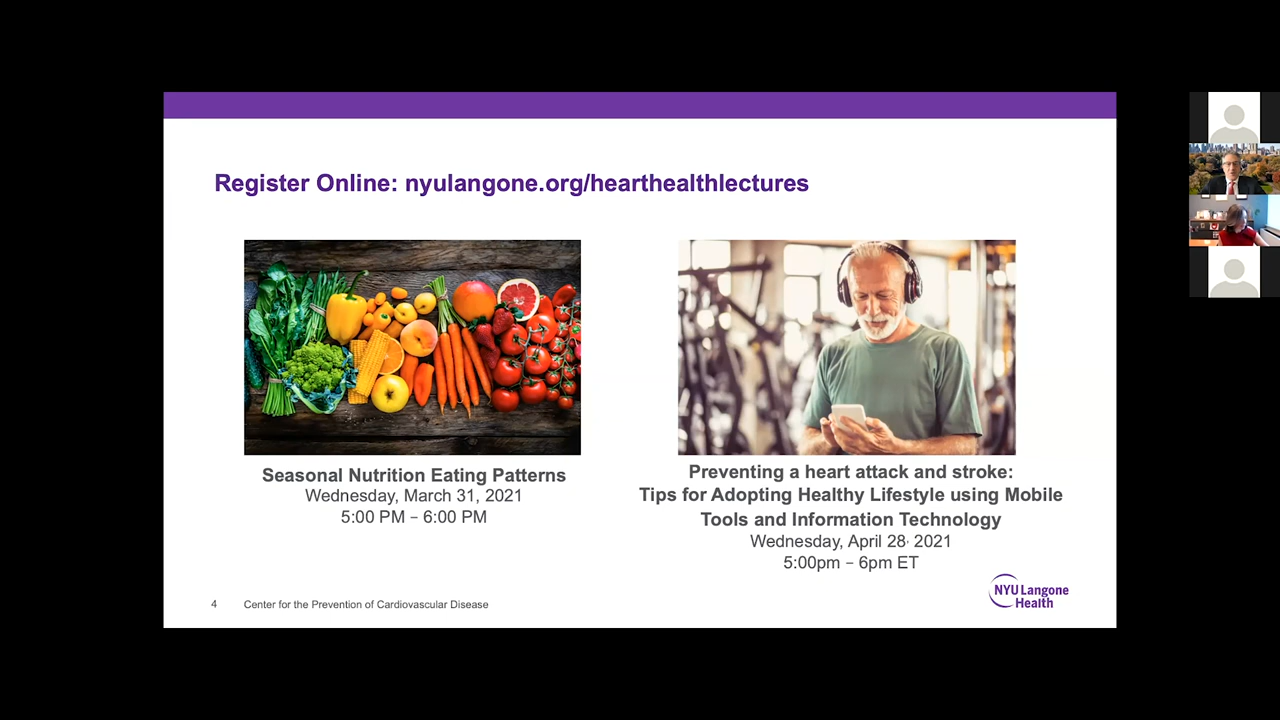 Register Online: nyulangone.org/hearthealthlectures
Seasonal Nutrition Eating Patterns
Wednesday, March 31, 2021
5:00 PM – 6:00 PM
Preventing a heart attack and stroke:
Tips for Adopting Healthy Lifestyle using Mobile
Tools and Information Technology
Wednesday, April 28, 2021
5:00pm – 6pm ET
4
Center for the Prevention of Cardiovascular Disease
NYU Langone
Health